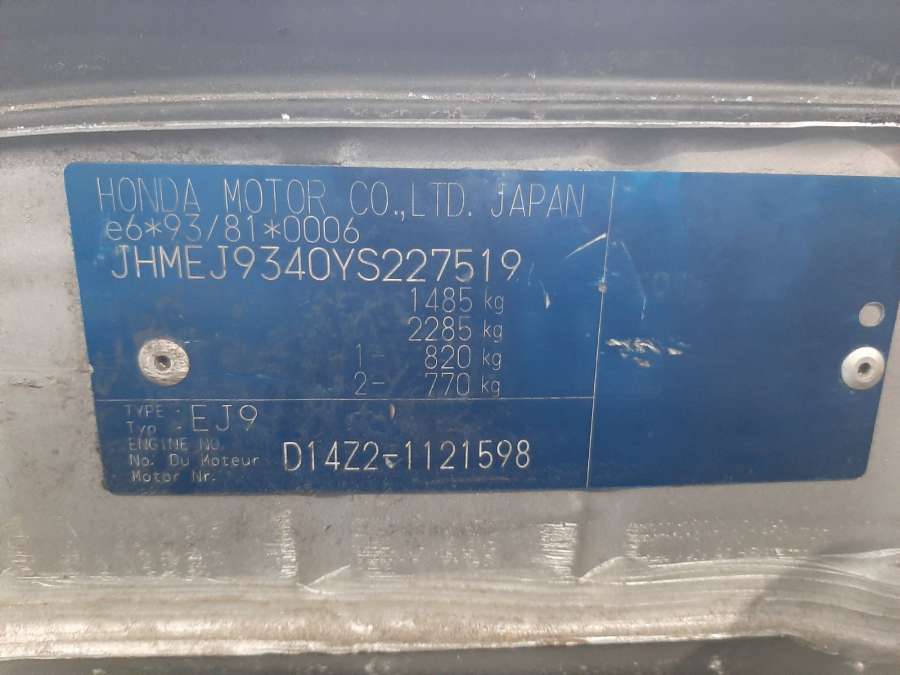 HONDA MOTOR CO.,LTD. JAPAN
e6*93/81*0006
JHMEJ9340YS227519
1485 kg
2285 kg
1- 820 kg
2- 770 kg
TYPE : EJ9
Typ
ENGINE NO.
No. Du Moteur D14Z2-1121598
Motor Nr.